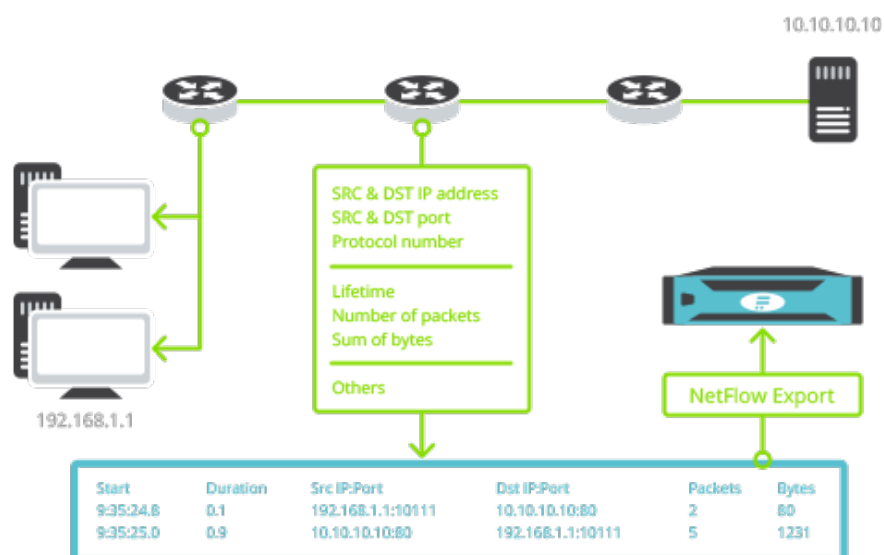 10.10.10.10
SRC & DST IP address
SRC & DST port
Protocol number
Lifetime
Number of packets
Sum of bytes
Others
192.168.1.1
NetFlow Export
Start Duration Src IP:Port Dst IP:Port Packets Bytes
9:35:24.8 0.1 192.168.1.1:10111 10.10.10.10:80 2 80
9:35:25.0 0.9 10.10.10.10:80 192.168.1.1:10111 5 1231